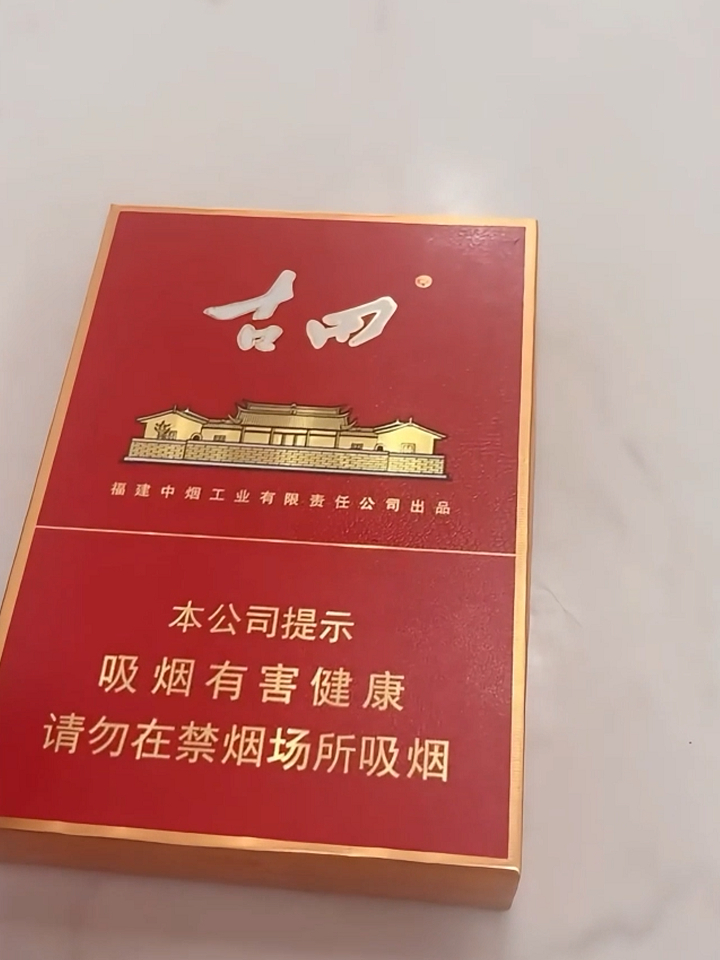 古田
福建中烟工业有限责任公司出品
本公司提示
吸烟有害健康
请勿在禁烟场所吸烟